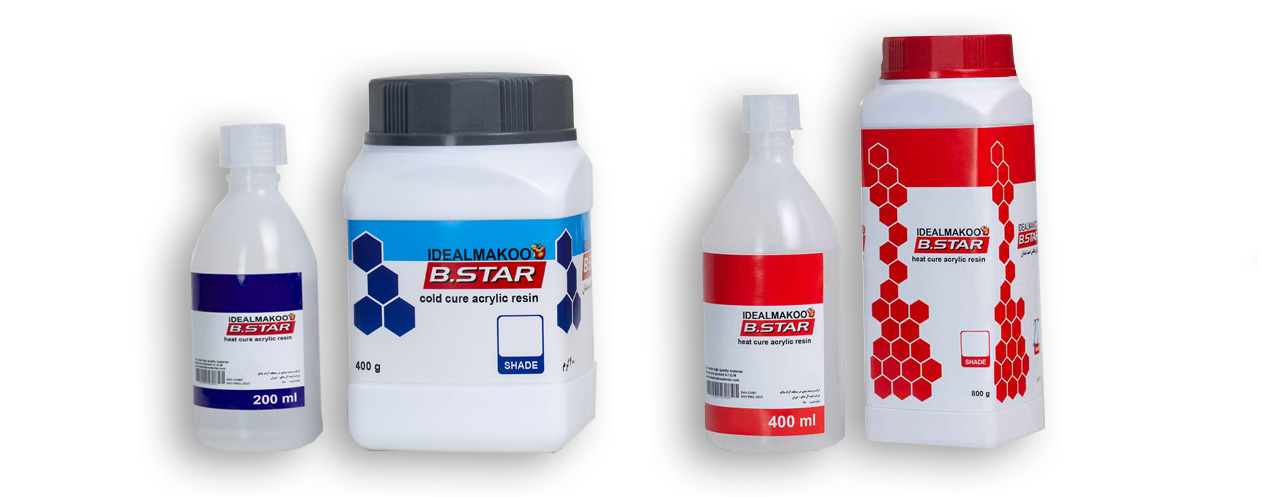 IDEALMAKOO
B.STAR
heat cure acrylic resin
200 ml
IDEALMAKOO
B.STAR
cold cure acrylic resin
400 g
۴۰۰
SHADE
IDEALMAKOO
B.STAR
heat cure acrylic resin
400 ml
IDEALMAKOO
B.STAR
heat cure acrylic resin
SHADE
800 g